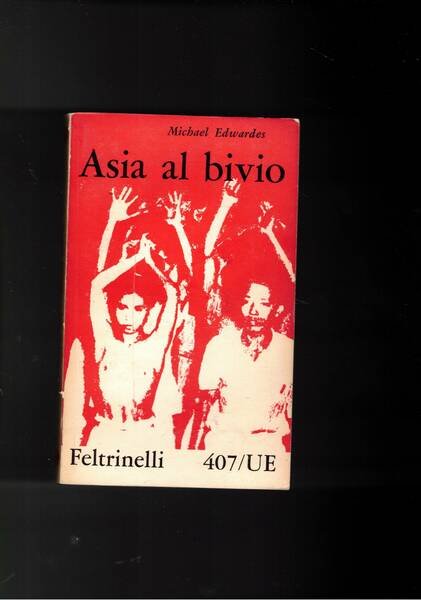 Michael Edwardes
Asia al bivio
Feltrinelli 407/UE